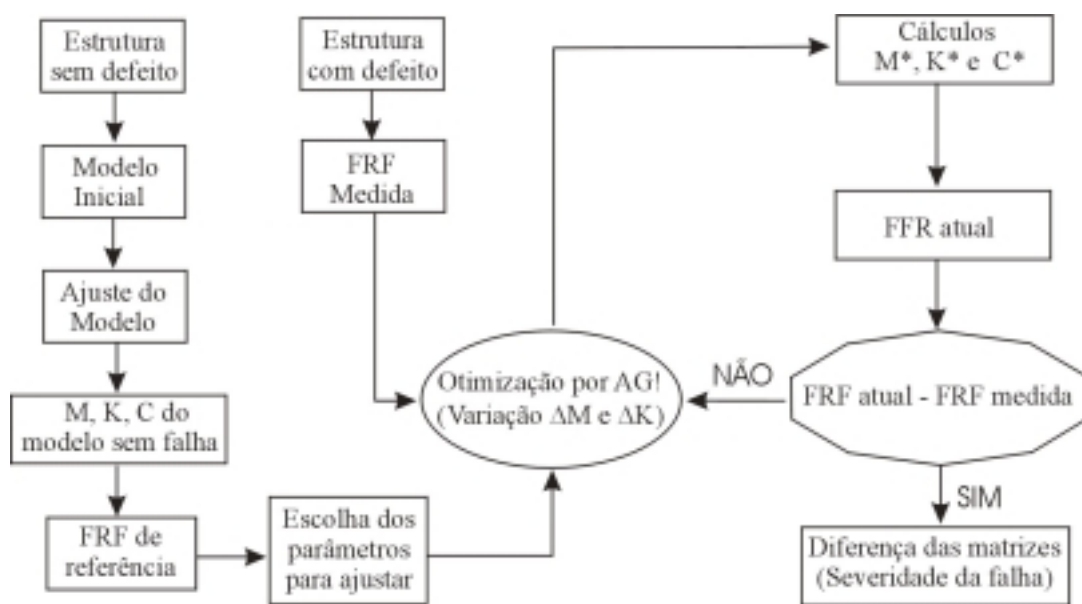 Estrutura
sem defeito
Modelo
Inicial
Ajuste do
Modelo
M, K, C do
modelo sem falha
FRF de
referência
Escolha dos
parâmetros
para ajustar
Estrutura
com defeito
FRF
Medida
Otimização por AG!
(Variação ΔM e ΔK)
Cálculos
M*, K* e C*
FFR atual
FRF atual - FRF medida
NÃO
SIM
Diferença das matrizes
(Severidade da falha)